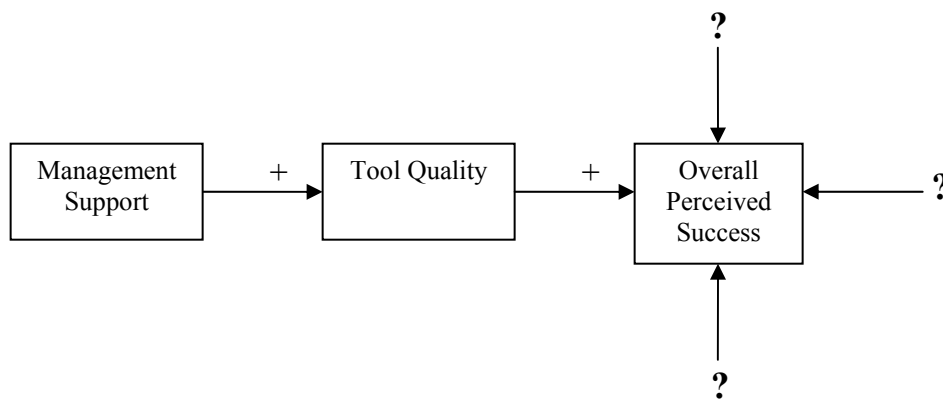 ?
Management
Support
+
Tool Quality
+
Overall
Perceived
Success
?
?